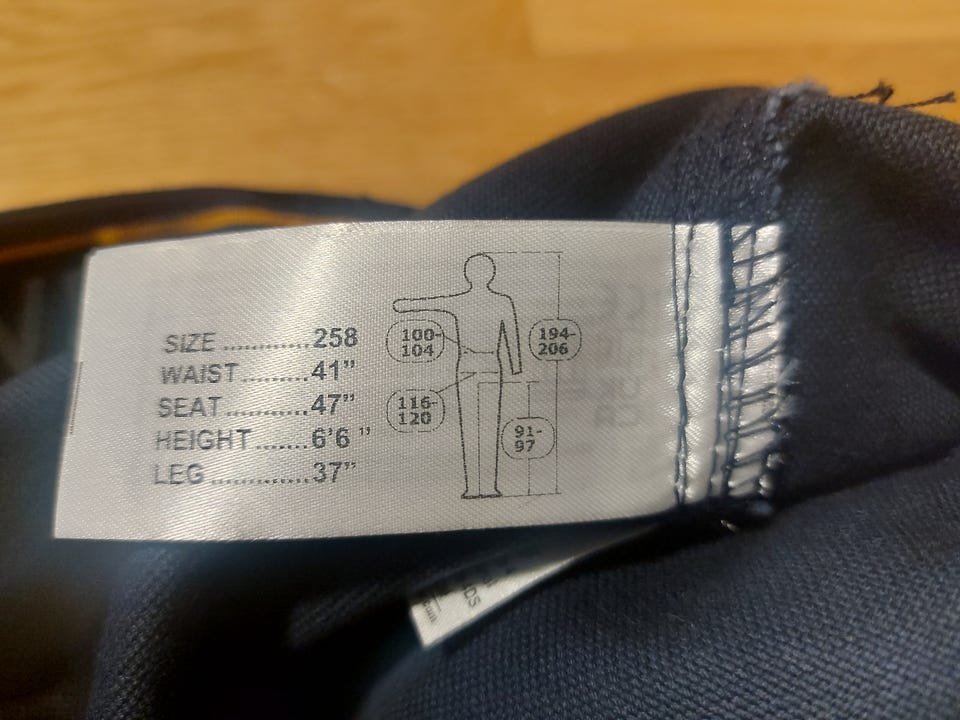 SIZE ............258
WAIST.........41"
SEAT...........47"
HEIGHT.......6'6 "
LEG .............37"
100-
104
194-
206
116-
120
91-
97